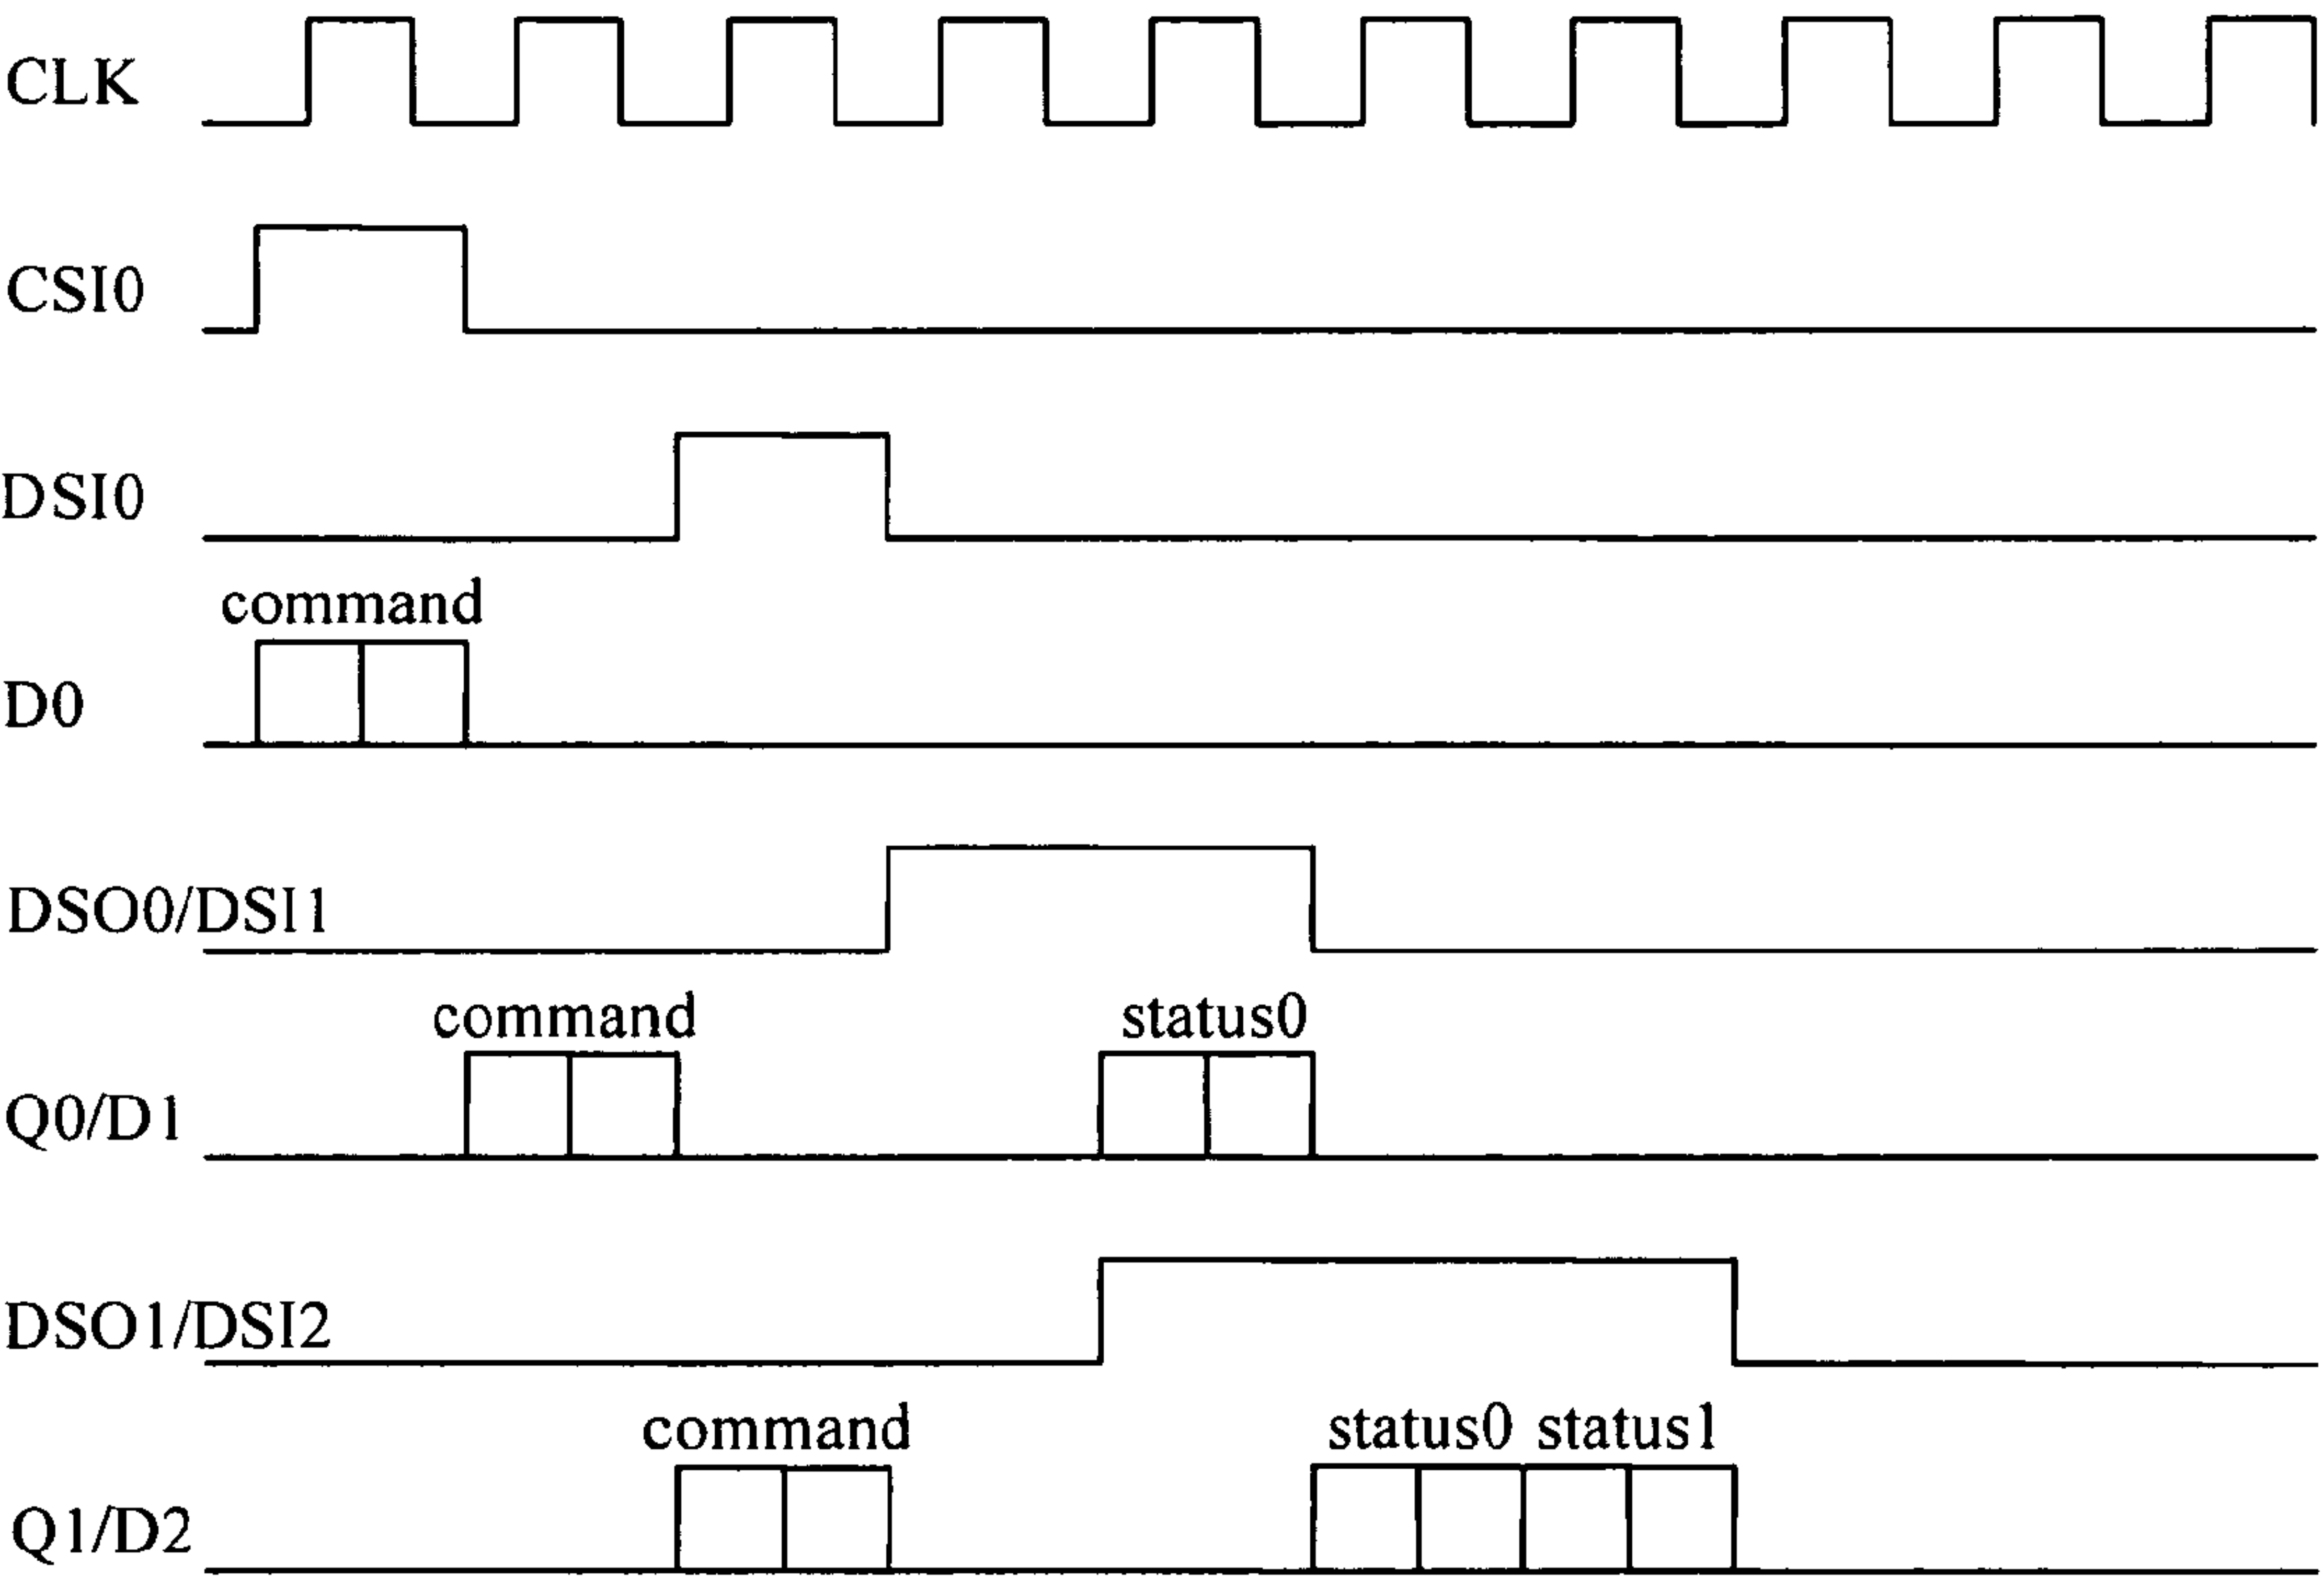 CLK
CSI0
DSI0
command
D0
DSO0/DSI1
command status0
Q0/D1
DSO1/DSI2
command status0 status1
Q1/D2